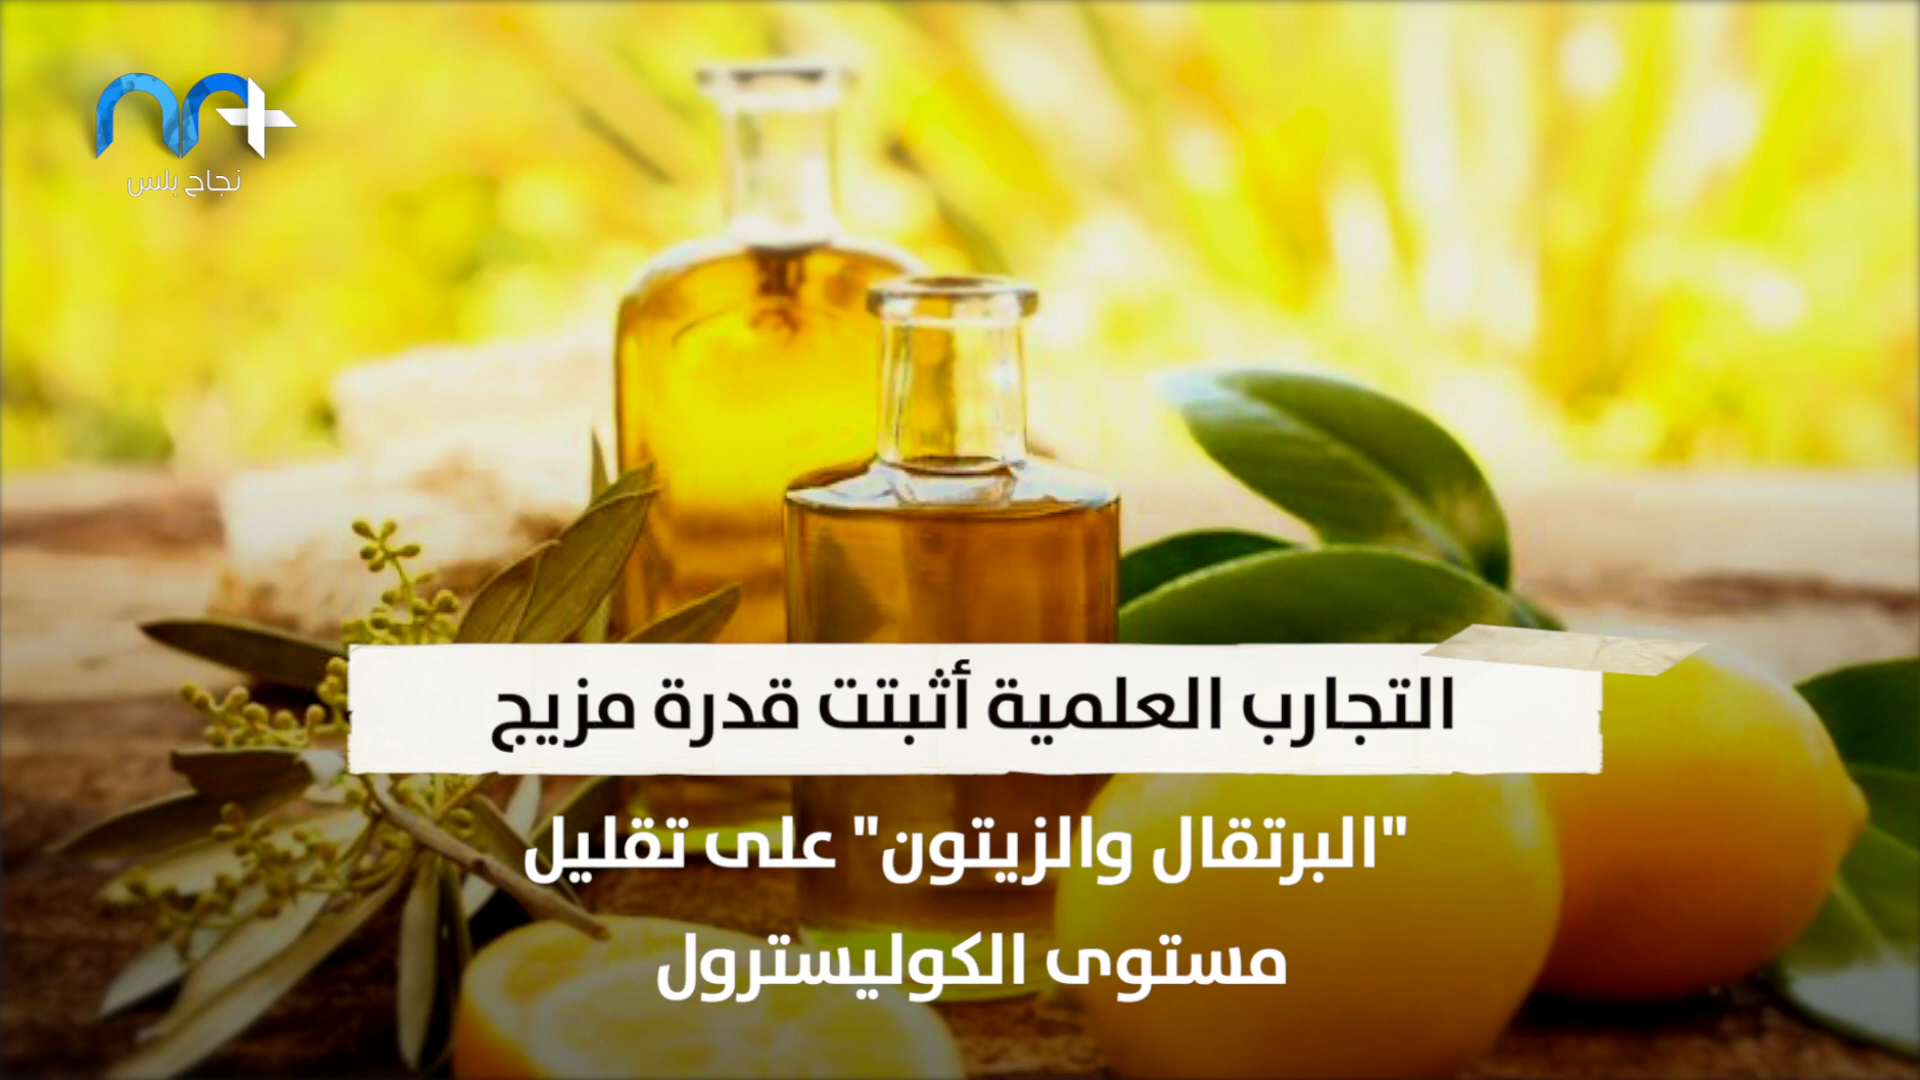 نجاح بلس
التجارب العلمية أثبتت قدرة مزيج
"البرتقال والزيتون" على تقليل
مستوى الكوليسترول